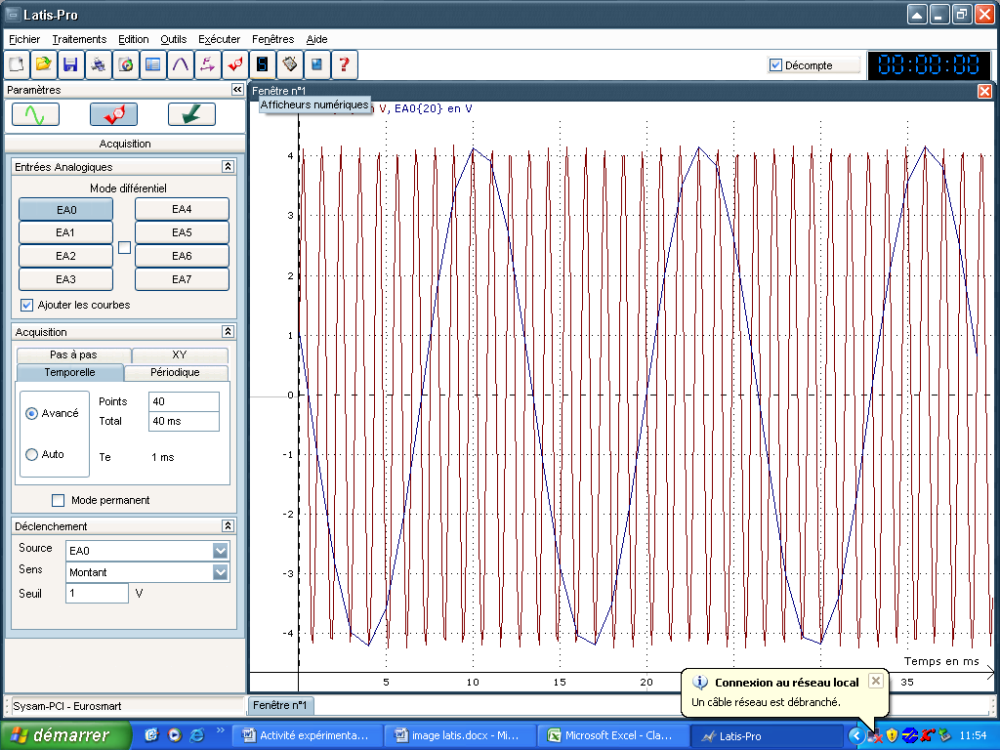 Latis-Pro
Fichier Traitements Edition Outils Exécuter Fenêtres Aide
Décompte 00:00:00
Paramètres
Fenêtre n°1
Afficheurs numériques
n V, EA0{20} en V
Acquisition
Entrées Analogiques
Mode différentiel
EA0 EA4
EA1 EA5
EA2 EA6
EA3 EA7
Ajouter les courbes
Acquisition
Pas à pas XY
Temporelle Périodique
Avancé
Points 40
Total 40 ms
Auto
Te 1 ms
Mode permanent
Déclenchement
Source EA0
Sens Montant
Seuil 1 V
4
3
2
1
0
-1
-2
-3
-4
Temps en ms
5 10 15 20 35
Connexion au réseau local
Un câble réseau est débranché.
Sysam-PCI - Eurosmart
Fenêtre n°1
démarrer
Activité expérimenta...
image latis.docx - Mi...
Microsoft Excel - Cla...
Latis-Pro
11:54